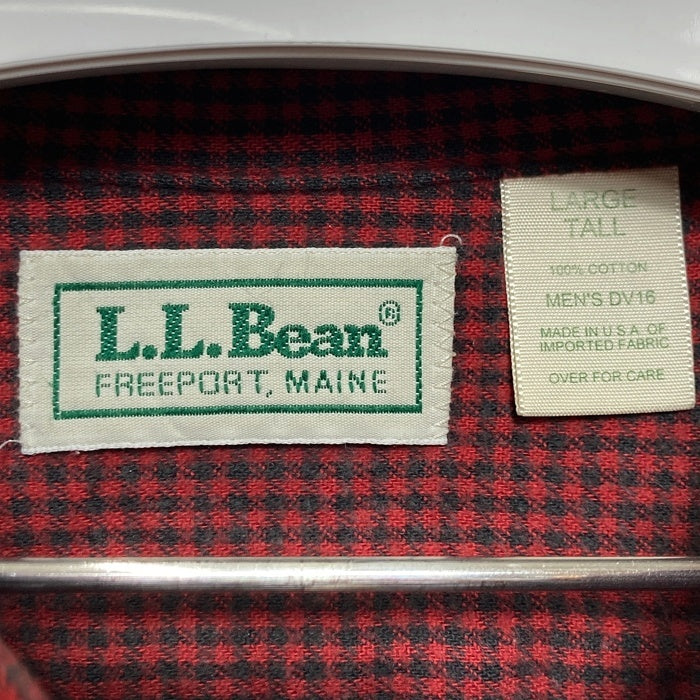 L.L.Bean®
FREEPORT, MAINE
LARGE
TALL
100% COTTON
MEN'S DV16
MADE IN U.S.A. OF
IMPORTED FABRIC
OVER FOR CARE